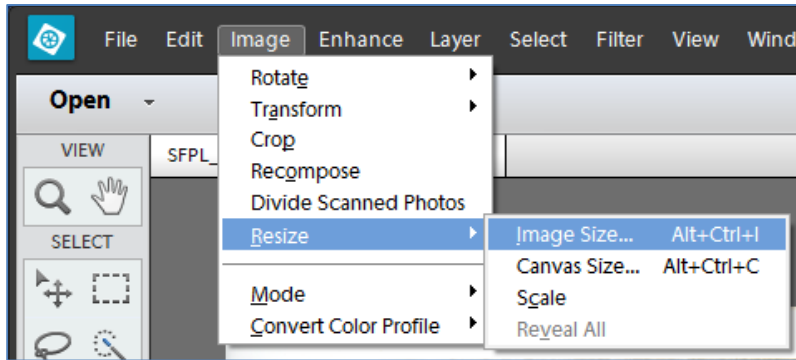 File Edit Image Enhance Layer Select Filter View Wind
Open
VIEW
SFPL_
SELECT
Rotate
Transform
Crop
Recompose
Divide Scanned Photos
Resize
Mode
Convert Color Profile
Image Size... Alt+Ctrl+I
Canvas Size... Alt+Ctrl+C
Scale
Reveal All